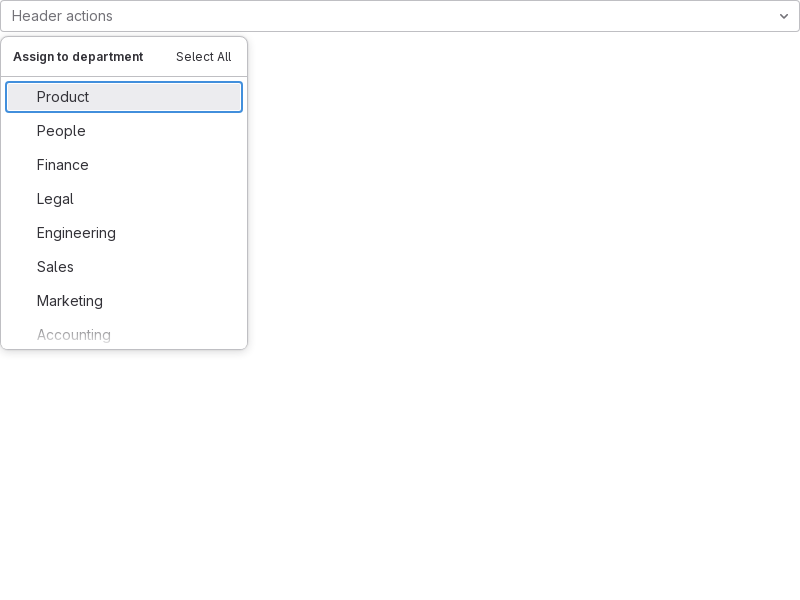 Header actions
Assign to department Select All
Product
People
Finance
Legal
Engineering
Sales
Marketing
Accounting